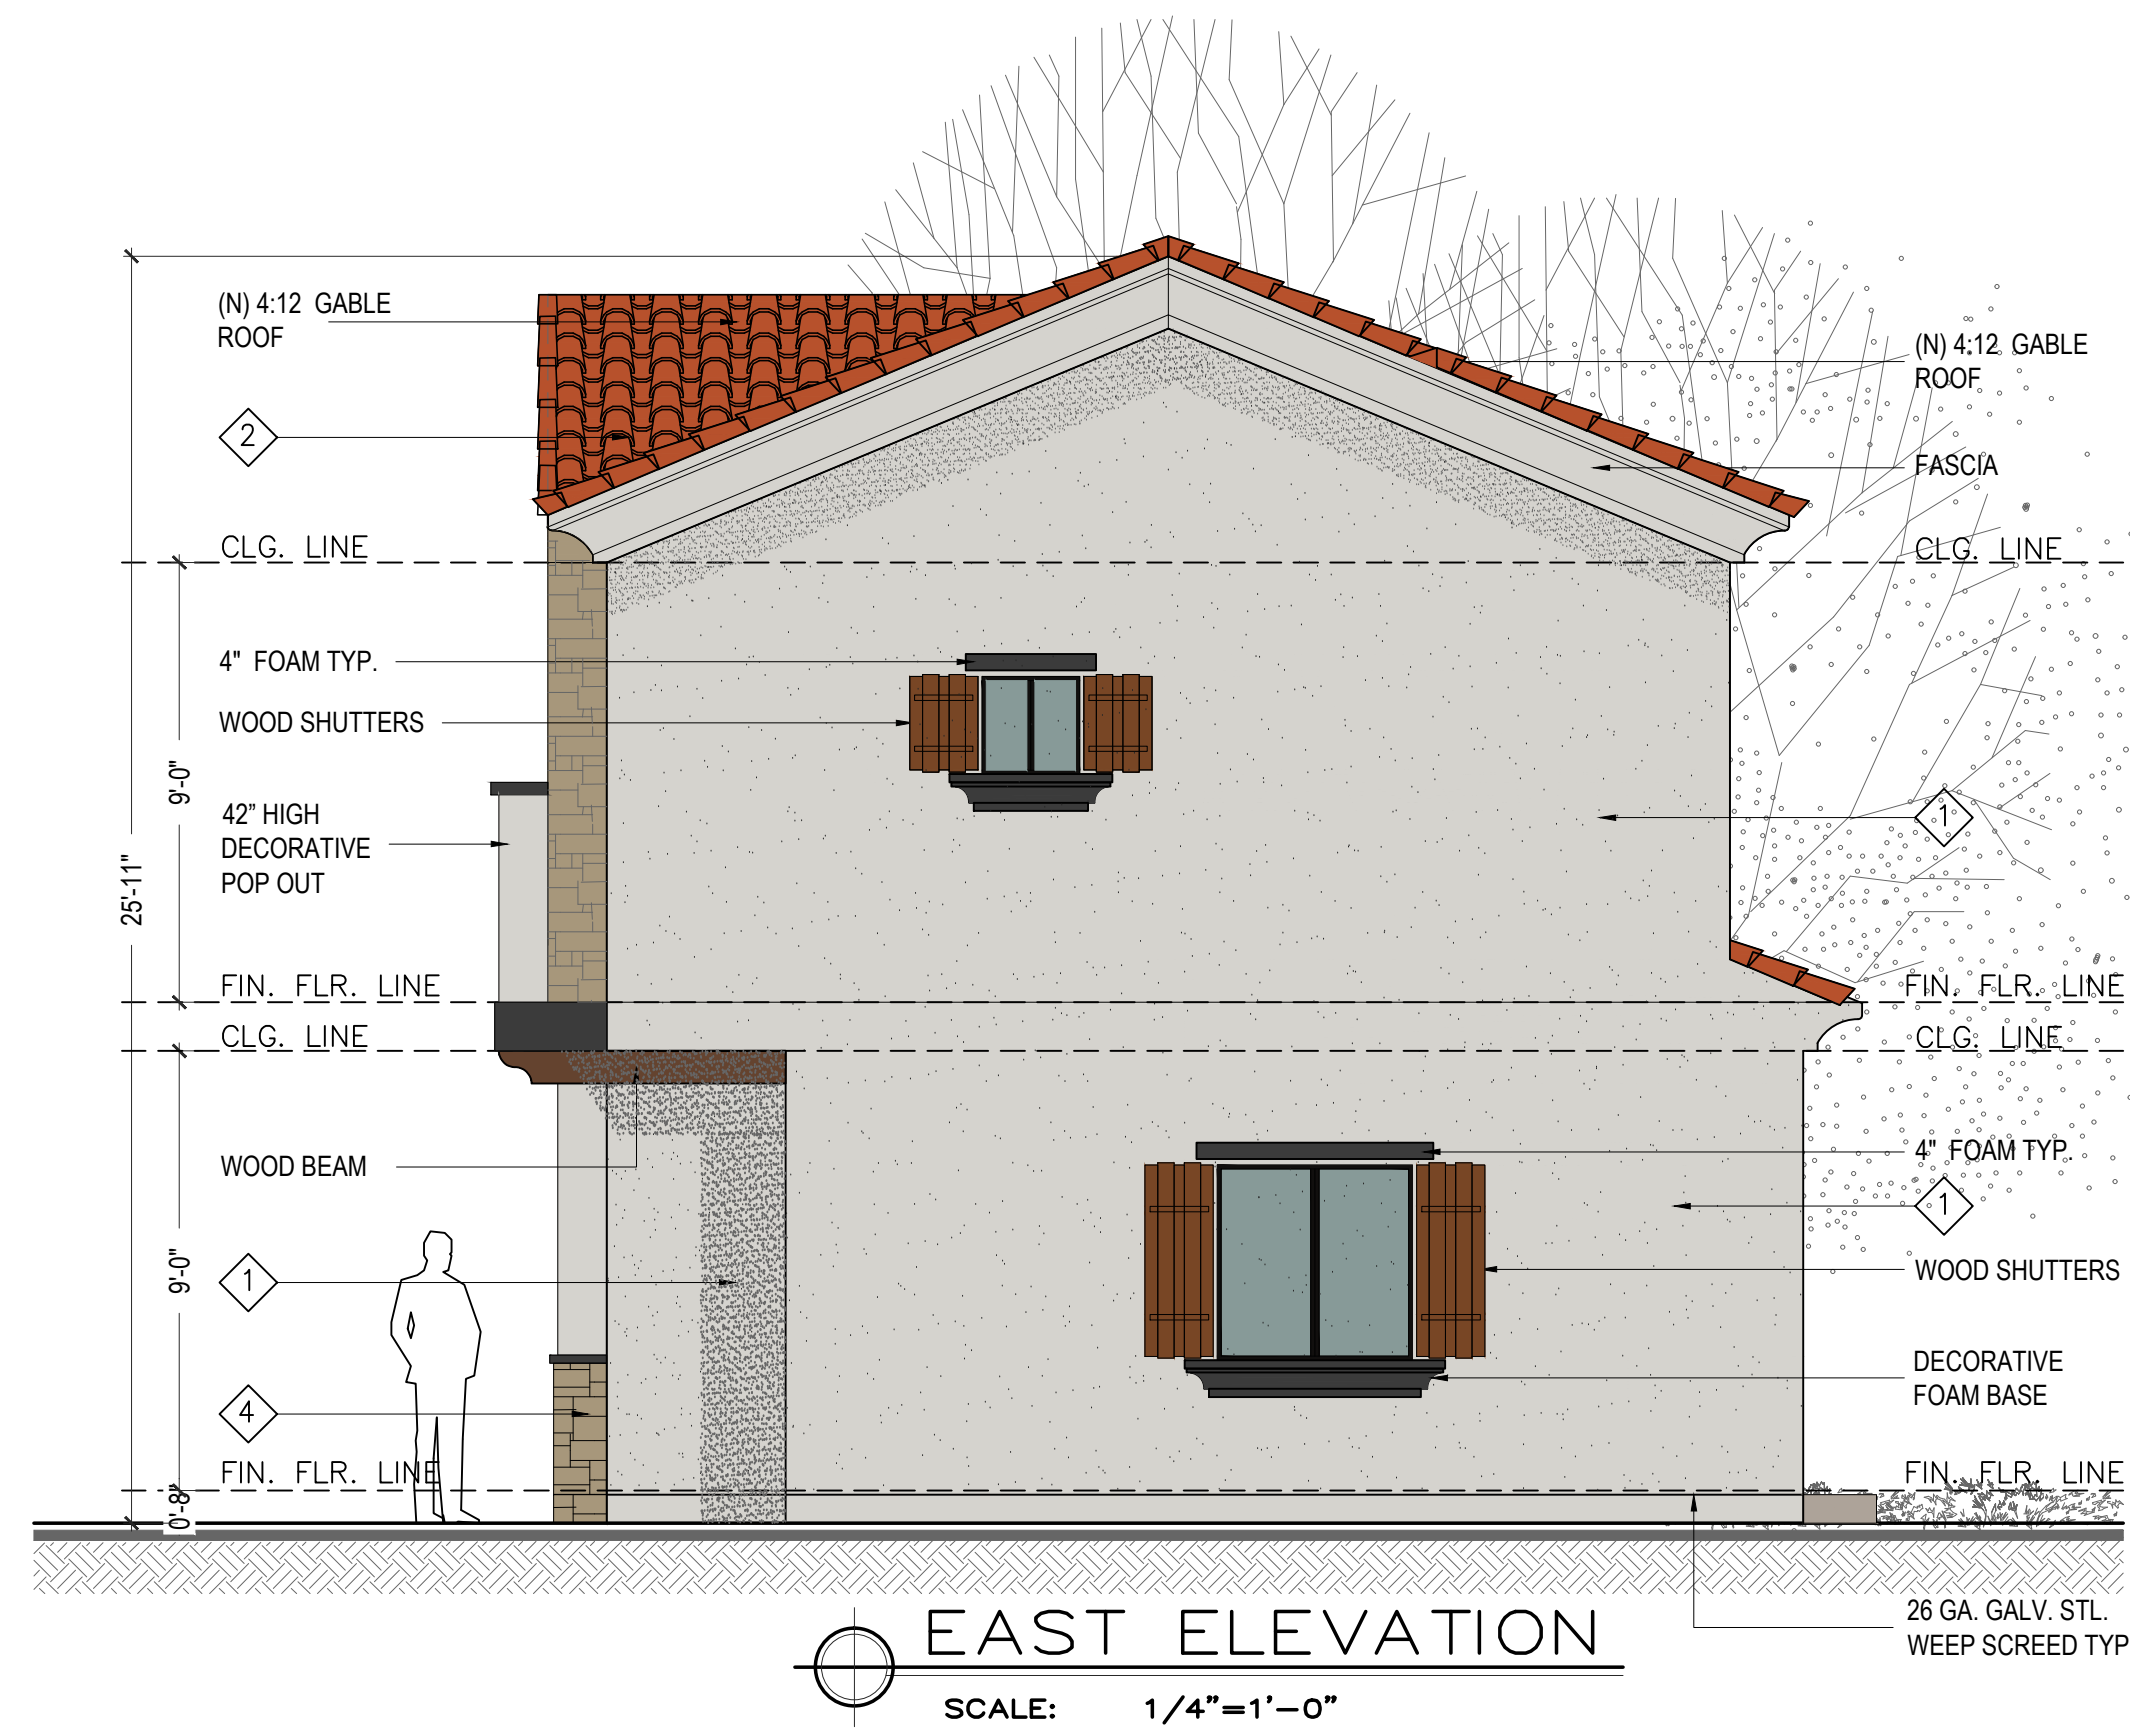 (N) 4:12 GABLE
ROOF
2
CLG. LINE
4" FOAM TYP.
WOOD SHUTTERS
9'-0"
42” HIGH
DECORATIVE
POP OUT
25'-11"
FIN. FLR. LINE
CLG. LINE
WOOD BEAM
9'-0"
1
4
FIN. FLR. LINE
0'-8"
(N) 4:12 GABLE
ROOF
FASCIA
CLG. LINE
1
FIN. FLR. LINE
CLG. LINE
4" FOAM TYP.
1
WOOD SHUTTERS
DECORATIVE
FOAM BASE
FIN. FLR. LINE
26 GA. GALV. STL.
WEEP SCREED TYP
EAST ELEVATION
SCALE: 1/4"=1'-0"